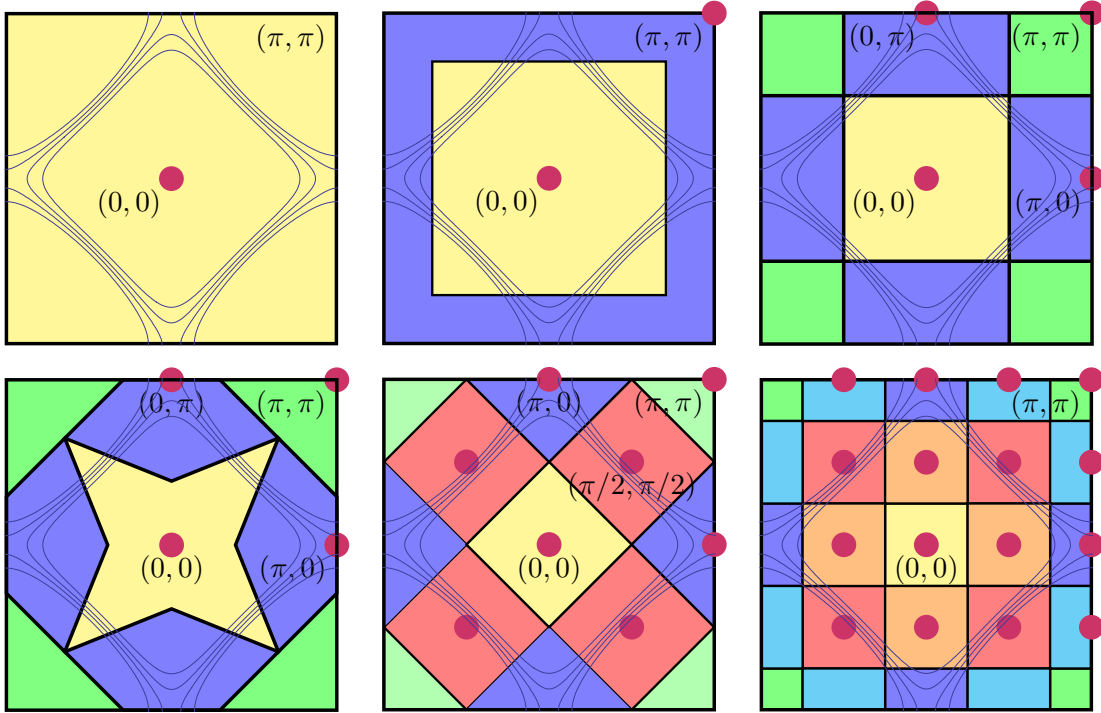 (π, π)
(0, 0)
(π, π)
(0, 0)
(0, π)
(π, π)
(0, 0)
(π, 0)
(0, π)
(π, π)
(0, 0)
(π, 0)
(π, 0)
(π, π)
(π/2, π/2)
(0, 0)
(π, π)
(0, 0)